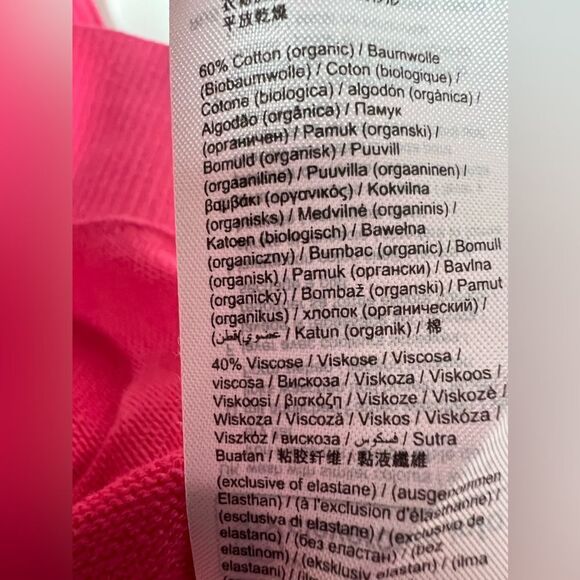 平放乾燥
60% Cotton (organic) / Baumwolle
(Biobaumwolle) / Coton (biologique) /
Cotone (biologica) / algodón (orgánica) /
Algodão (orgânica) / Памук
(органичен) / Pamuk (organski) /
Bomuld (organisk) / Puuvill
(orgaaniline) / Puuvilla (orgaaninen) /
βαμβάκι (οργανικός) / Kokvilna
(organisks) / Medvilnė (organinis) /
Katoen (biologisch) / Bawełna
(organiczny) / Bumbac (organic) / Bomull
(organisk) / Pamuk (органски) / Bavlna
(organický) / Bombaž (organski) / Pamut
(organikus) / хлопок (органический) /
(قطن(عضوي / Katun (organik) / 棉
40% Viscose / Viskose / Viscosa /
viscosa / Вискоза / Viskoza / Viskoos /
Viskoosi / βισκόζη / Viskoze / Viskozė /
Wiskoza / Viscoză / Viskos / Viskóza /
Viszkóz / вискоза / فسكوس / Sutra
Buatan / 粘胶纤维 / 黏液纖維
(exclusive of elastane) / (ausgenommen
Elasthan) / (à l'exclusion d'élasthanne) /
(esclusiva di elastane) / (exclusivo de
elastano) / (без еластан) / (bez
elastinom) / (eksklusiv elastan) / (ilma
elastaani) / (ilma